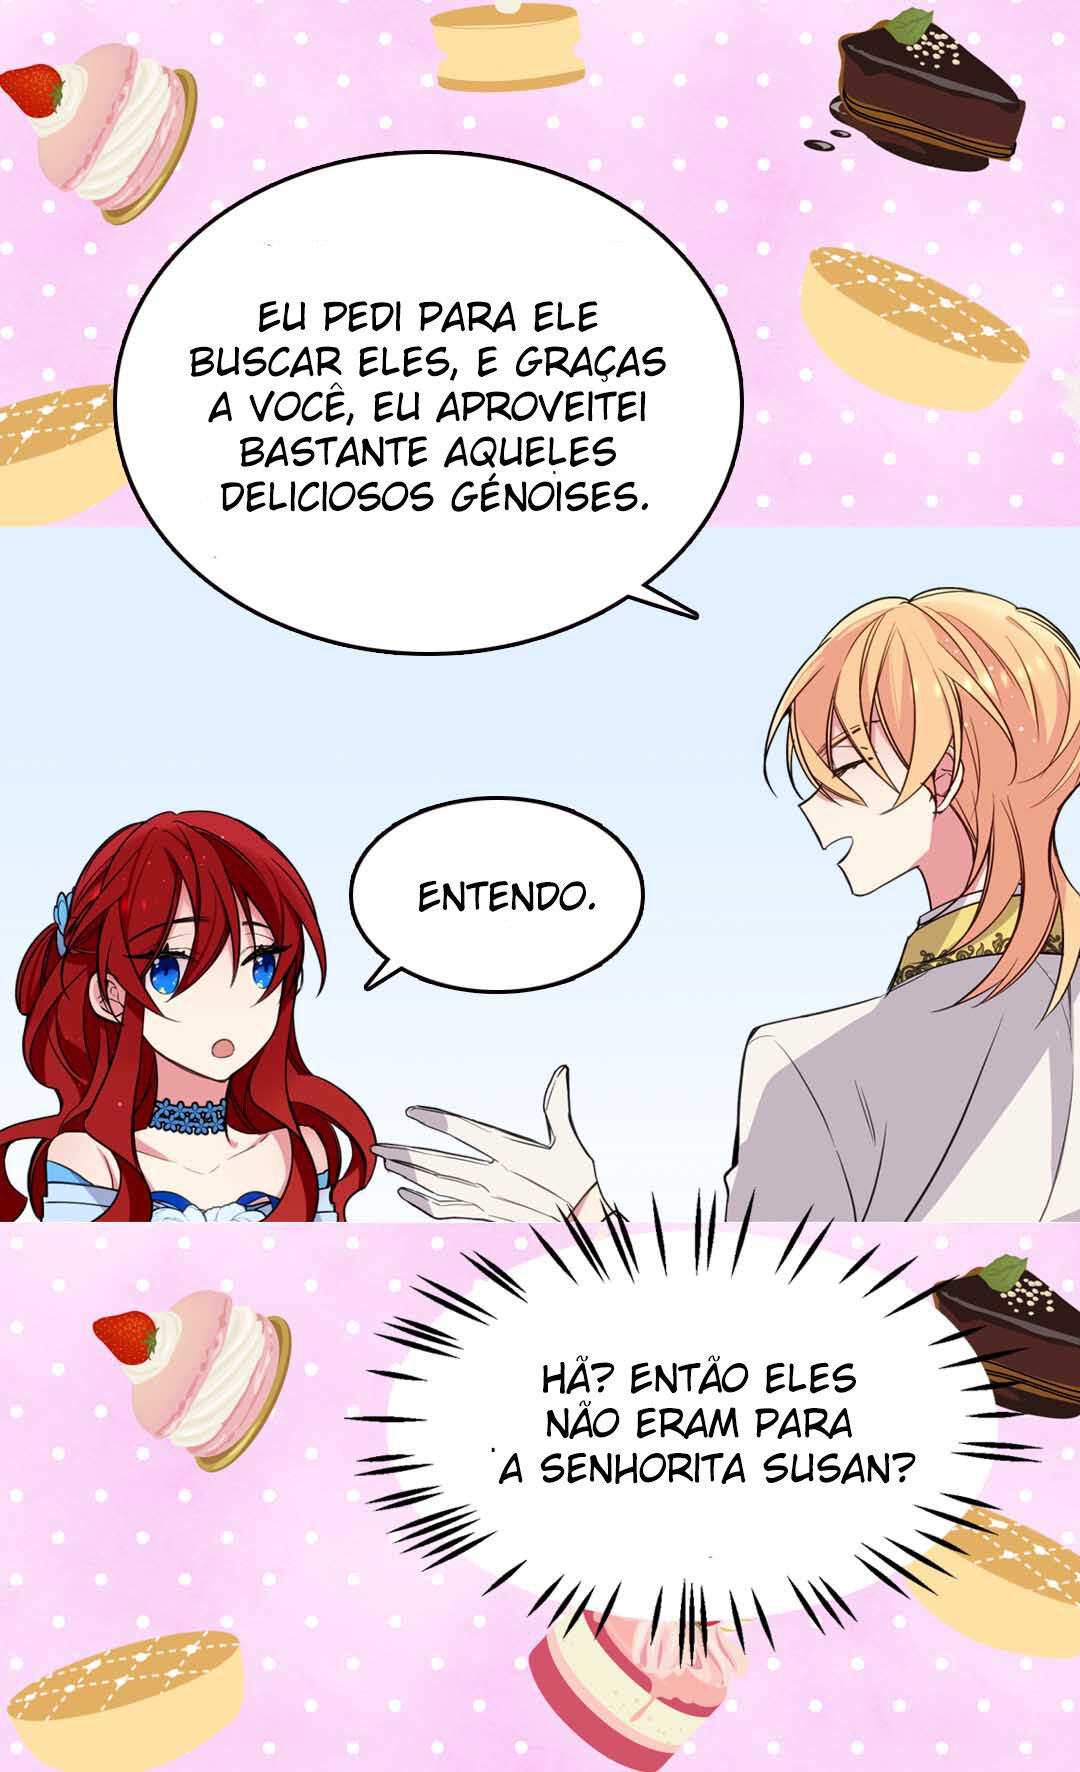 EU PEDI PARA ELE
BUSCAR ELES, E GRAÇAS
A VOCÊ, EU APROVEITEI
BASTANTE AQUELES
DELICIOSOS GÉNOISES.
ENTENDO.
HÃ? ENTÃO ELES
NÃO ERAM PARA
A SENHORITA SUSAN?